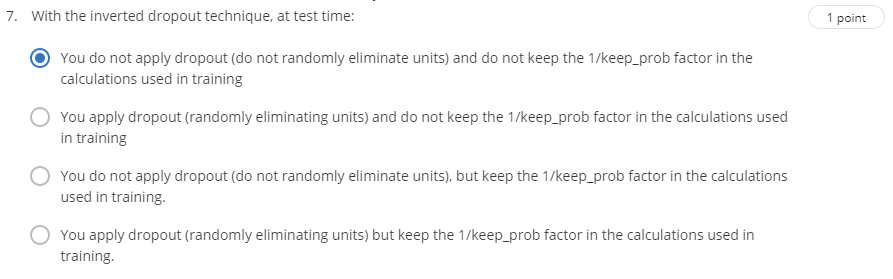 7. With the inverted dropout technique, at test time:
1 point
You do not apply dropout (do not randomly eliminate units) and do not keep the 1/keep_prob factor in the
calculations used in training
You apply dropout (randomly eliminating units) and do not keep the 1/keep_prob factor in the calculations used
in training
You do not apply dropout (do not randomly eliminate units), but keep the 1/keep_prob factor in the calculations
used in training.
You apply dropout (randomly eliminating units) but keep the 1/keep_prob factor in the calculations used in
training.